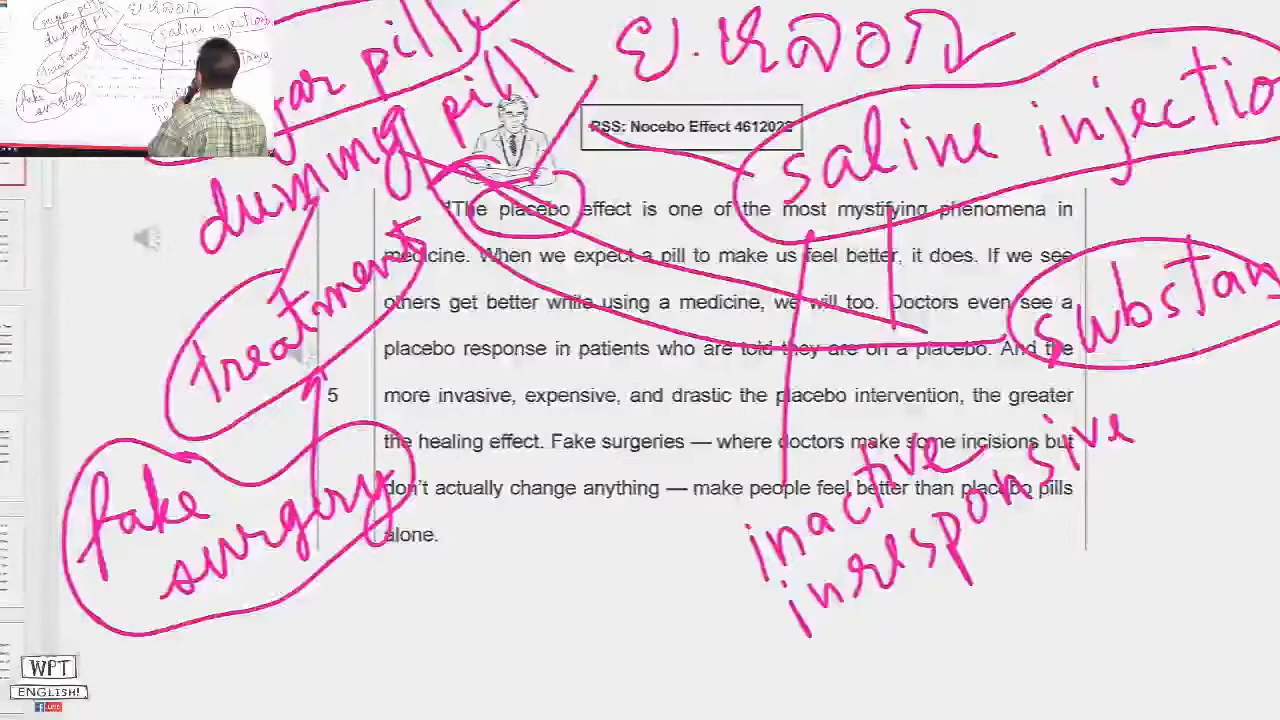 ย.หลอก
sugar pills
dummy pill
saline injectio
RSS: Nocebo Effect 4612022
"The placebo effect is one of the most mystifying phenomena in
medicine. When we expect a pill to make us feel better, it does. If we see
others get better while using a medicine, we will too. Doctors even see a
placebo response in patients who are told they are on a placebo. And the
5 more invasive, expensive, and drastic the placebo intervention, the greater
the healing effect. Fake surgeries — where doctors make some incisions but
don't actually change anything — make people feel better than placebo pills
alone.
treatment
substan
fake
surgery
inactive
inresponsive
WPT
ENGLISH!
LIVE